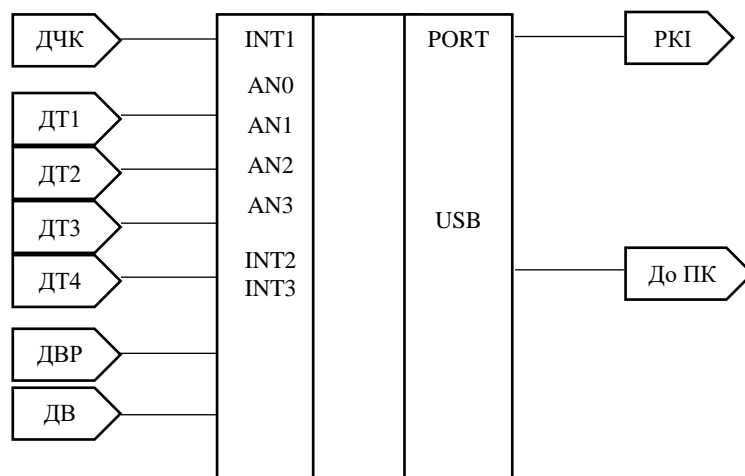 ДЧК
INT1
PORT
РКІ
AN0
ДТ1
AN1
ДТ2
AN2
ДТ3
AN3
USB
ДТ4
INT2
INT3
До ПК
ДВР
ДВ